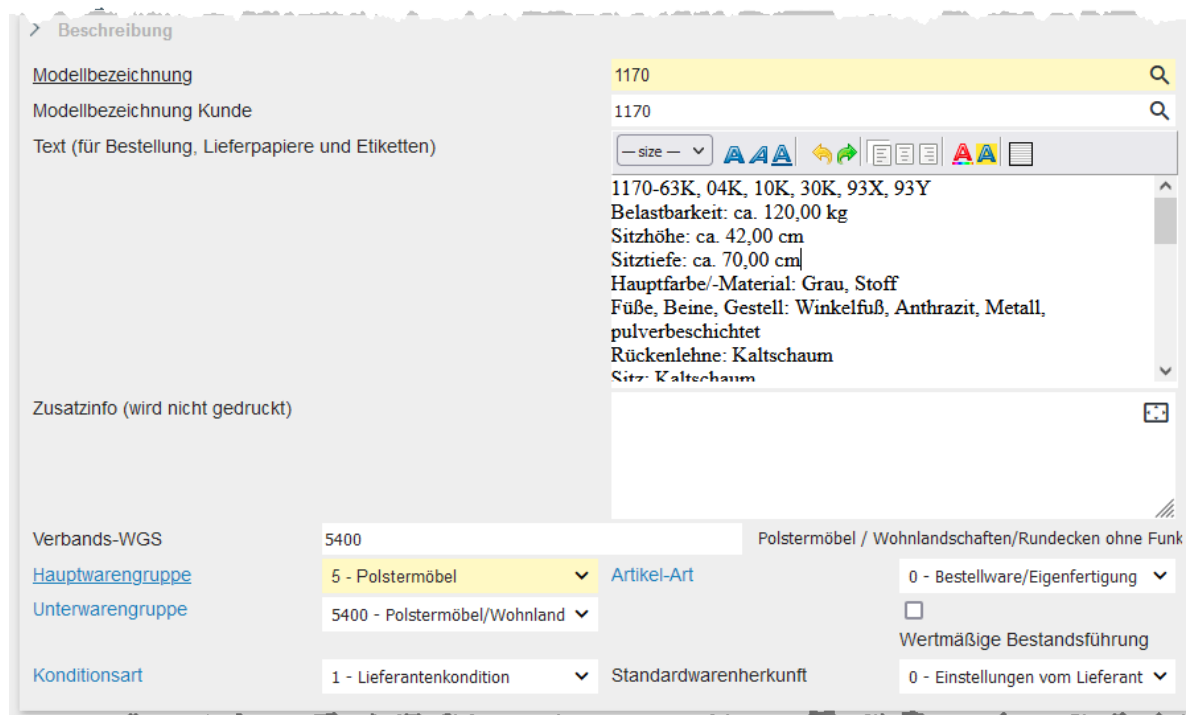 Beschreibung
Modellbezeichnung 1170
Modellbezeichnung Kunde 1170
Text (für Bestellung, Lieferpapiere und Etiketten)
— size — A A A A A
1170-63K, 04K, 10K, 30K, 93X, 93Y
Belastbarkeit: ca. 120,00 kg
Sitzhöhe: ca. 42,00 cm
Sitztiefe: ca. 70,00 cm
Hauptfarbe/-Material: Grau, Stoff
Füße, Beine, Gestell: Winkelfuß, Anthrazit, Metall,
pulverbeschichtet
Rückenlehne: Kaltschaum
Sitz: Kaltschaum
Zusatzinfo (wird nicht gedruckt)
Verbands-WGS 5400 Polstermöbel / Wohnlandschaften/Rundecken ohne Funk
Hauptwarengruppe 5 - Polstermöbel Artikel-Art 0 - Bestellware/Eigenfertigung
Unterwarengruppe 5400 - Polstermöbel/Wohnland
Wertmäßige Bestandsführung
Konditionsart 1 - Lieferantenkondition Standardwarenherkunft 0 - Einstellungen vom Lieferant